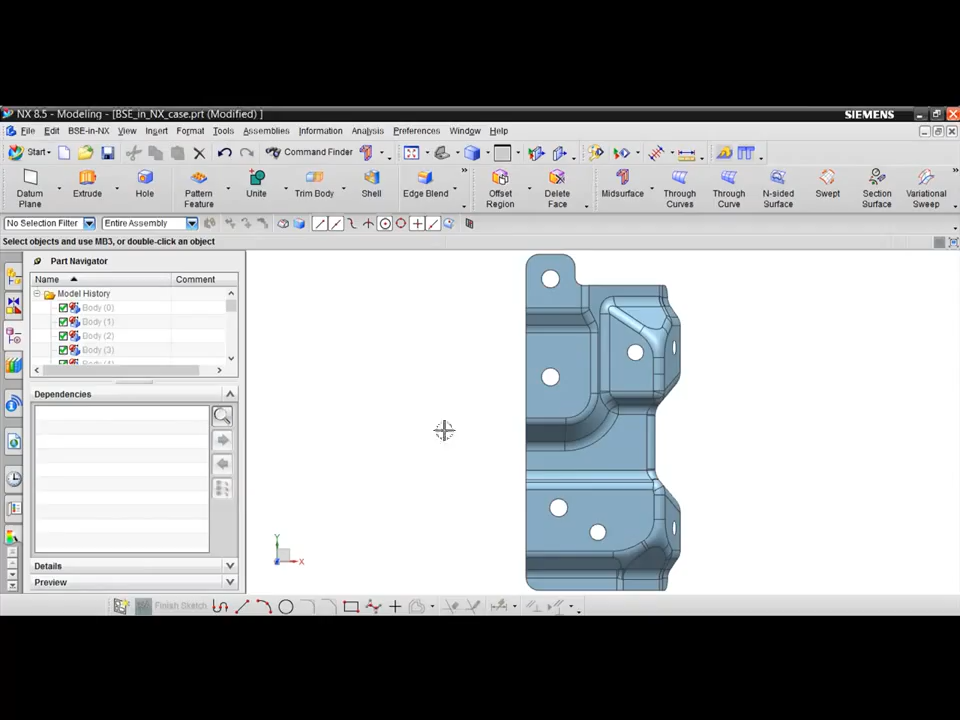 NX 8.5 - Modeling - [BSE_in_NX_case.prt (Modified) ]
SIEMENS
File Edit BSE-in-NX View Insert Format Tools Assemblies Information Analysis Preferences Window Help
Start Command Finder
Datum Plane
Extrude
Hole
Pattern Feature
Unite
Trim Body
Shell
Edge Blend
Offset Region
Delete Face
Midsurface
Through Curves
Through Curve
N-sided Surface
Swept
Section Surface
Variational Sweep
No Selection Filter Entire Assembly
Select objects and use MB3, or double-click an object
Part Navigator
Name Comment
Model History
Body (0)
Body (1)
Body (2)
Body (3)
Dependencies
Y
X
Details
Preview
Finish Sketch